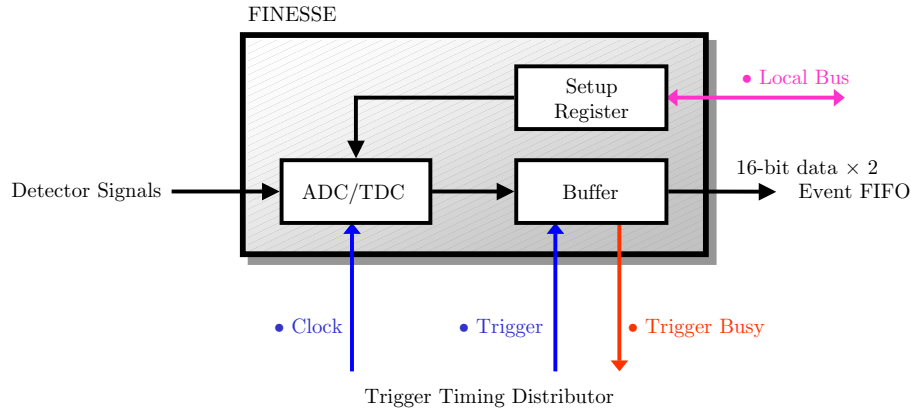 FINESSE
Setup
Register
• Local Bus
Detector Signals
ADC/TDC
Buffer
16-bit data × 2
Event FIFO
• Clock
• Trigger
• Trigger Busy
Trigger Timing Distributor